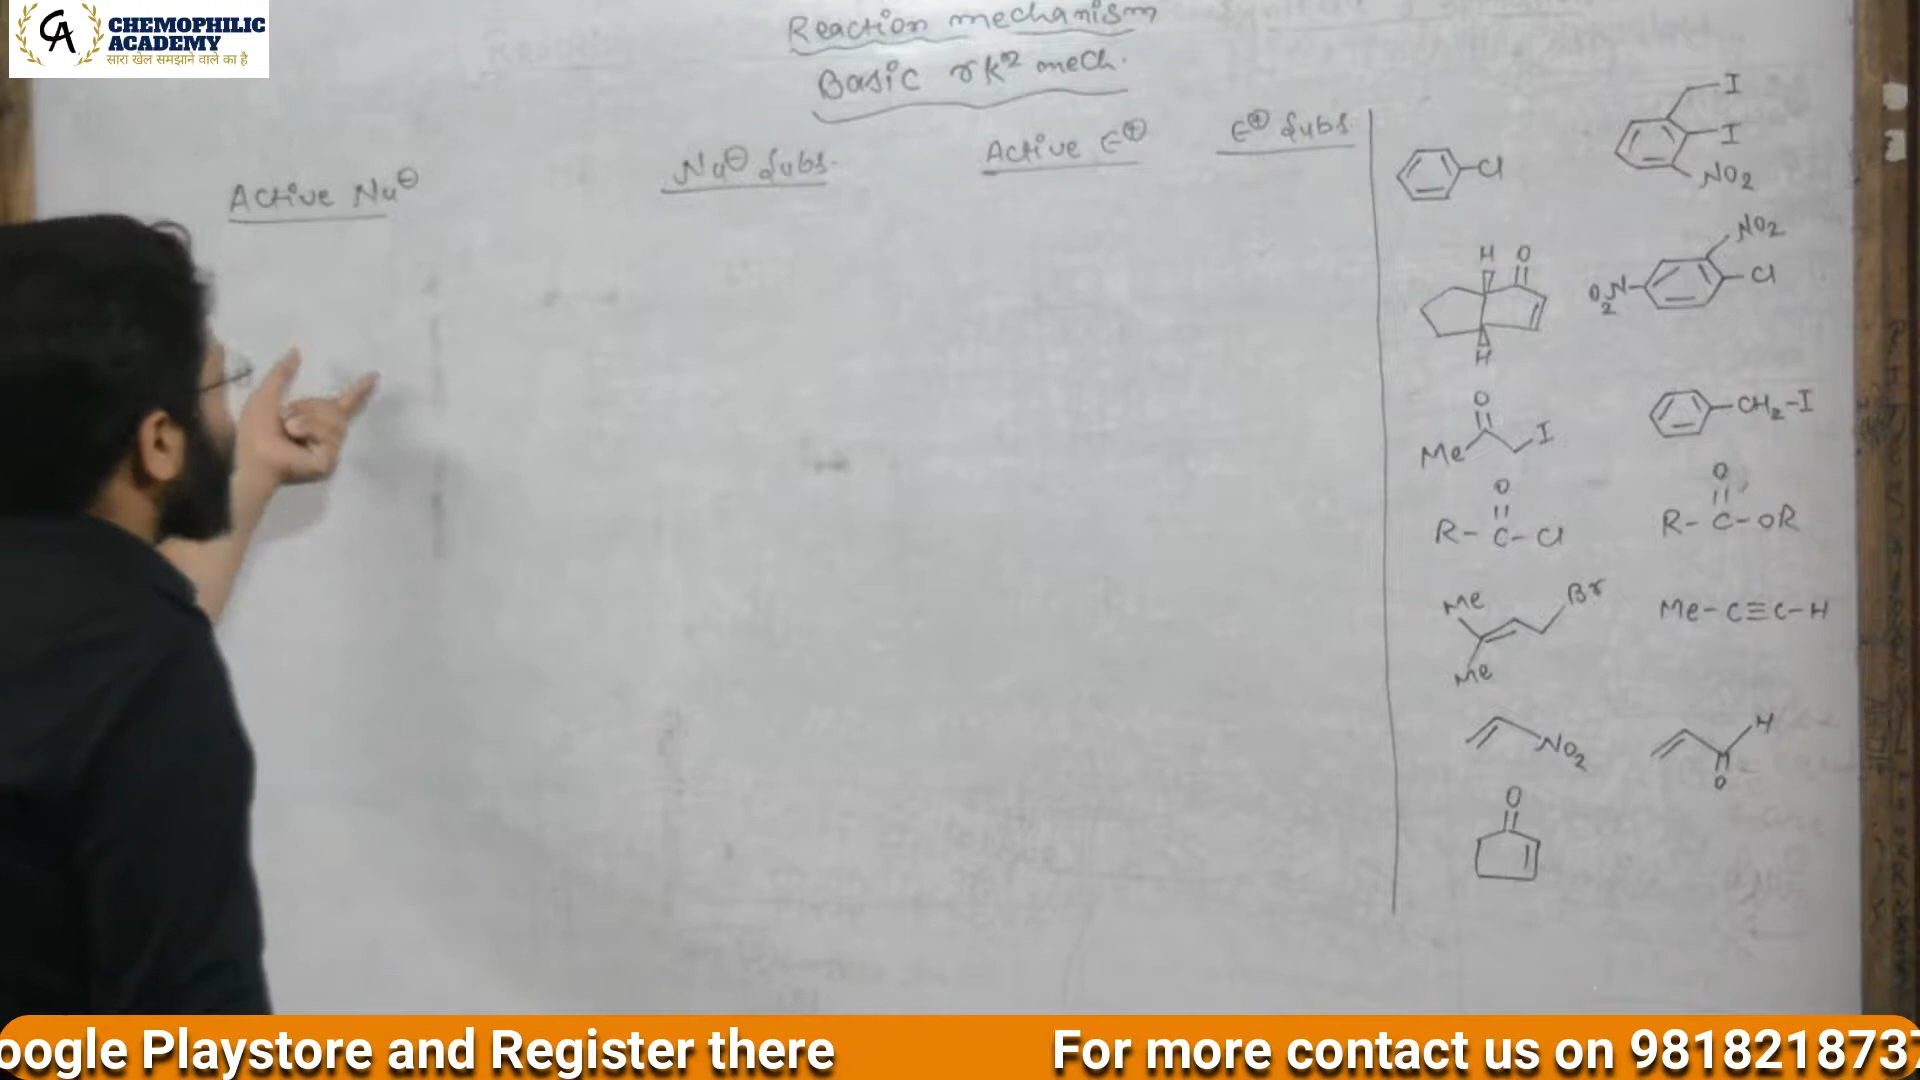 CA
CHEMOPHILIC
ACADEMY
सारा खेल समझाने वाले का है
Reaction mechanism
Basic rkn mech.
Active Nu⊖
Nu⊖ Subs.
Active E⊕
E⊕ Subs.
Cl
I
I
NO2
H O
H
NO2
Cl
O2N
O
Me I
CH2-I
O
R-C-Cl
O
R-C-OR
Me Br
Me
Me-C≡C-H
NO2
H
O
O
oogle Playstore and Register there
For more contact us on 981821873